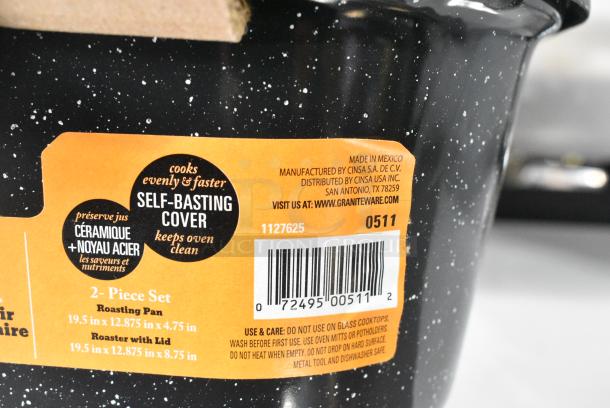 cooks
evenly & faster
SELF-BASTING
COVER
keeps oven
clean
préserve jus
CÉRAMIQUE
+NOYAU ACIER
les saveurs et
nutriments
2- Piece Set
Roasting Pan
19.5 in x 12.875 in x 4.75 in
Roaster with Lid
19.5 in x 12.875 in x 8.75 in
ir
aire
MADE IN MEXICO
MANUFACTURED BY CINSA S.A. DE C.V.
DISTRIBUTED BY CINSA USA INC.
SAN ANTONIO, TX 78259
VISIT US AT: WWW.GRANITEWARE.COM
1127625 0511
0 72495 00511 2
USE & CARE: DO NOT USE ON GLASS COOKTOPS.
WASH BEFORE FIRST USE. USE OVEN MITTS OR POTHOLDERS.
DO NOT HEAT WHEN EMPTY. DO NOT DROP ON HARD SURFACE.
METAL TOOL AND DISHWASHER SAFE.